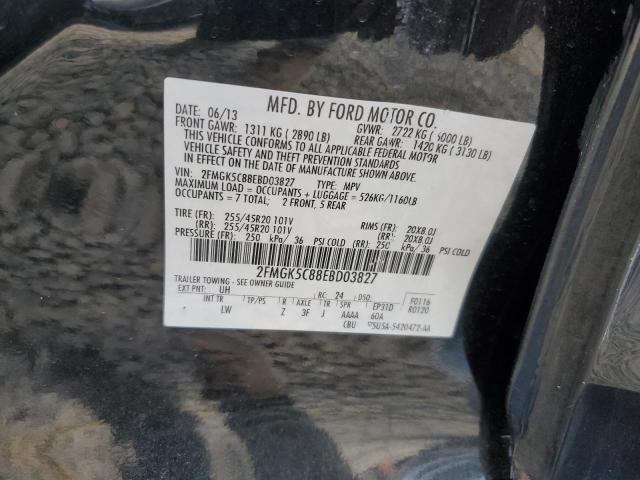 MFD. BY FORD MOTOR CO.
DATE: 06/13 GVWR: 2722 KG (6000 LB)
FRONT GAWR: 1311 KG (2890 LB) REAR GAWR: 1420 KG (3130 LB)
THIS VEHICLE CONFORMS TO ALL APPLICABLE FEDERAL MOTOR
VEHICLE SAFETY AND THEFT PREVENTION STANDARDS IN
EFFECT ON THE DATE OF MANUFACTURE SHOWN ABOVE.
VIN: 2FMGK5C88EBD03827 TYPE: MPV
MAXIMUM LOAD = OCCUPANTS + LUGGAGE = 526KG/1160LB
OCCUPANTS = 7 TOTAL; 2 FRONT, 5 REAR
TIRE (FR): 255/45R20 101V RIMS (FR): 20X8.0J
(RR): 255/45R20 101V (RR): 20X8.0J
PRESSURE (FR): 250 kPa/ 36 PSI COLD (RR): 250 kPa/ 36 PSI COLD
2FMGK5C88EBD03827
TRAILER TOWING - SEE OWNER GUIDE
EXT PNT: UH RC: 24 DSO: F0116
R0120
INT TR TP/PS R AXLE TR SPR EP31D
LW Z 3F J AAAA 60A
CBU 5U5A-5420472-AA